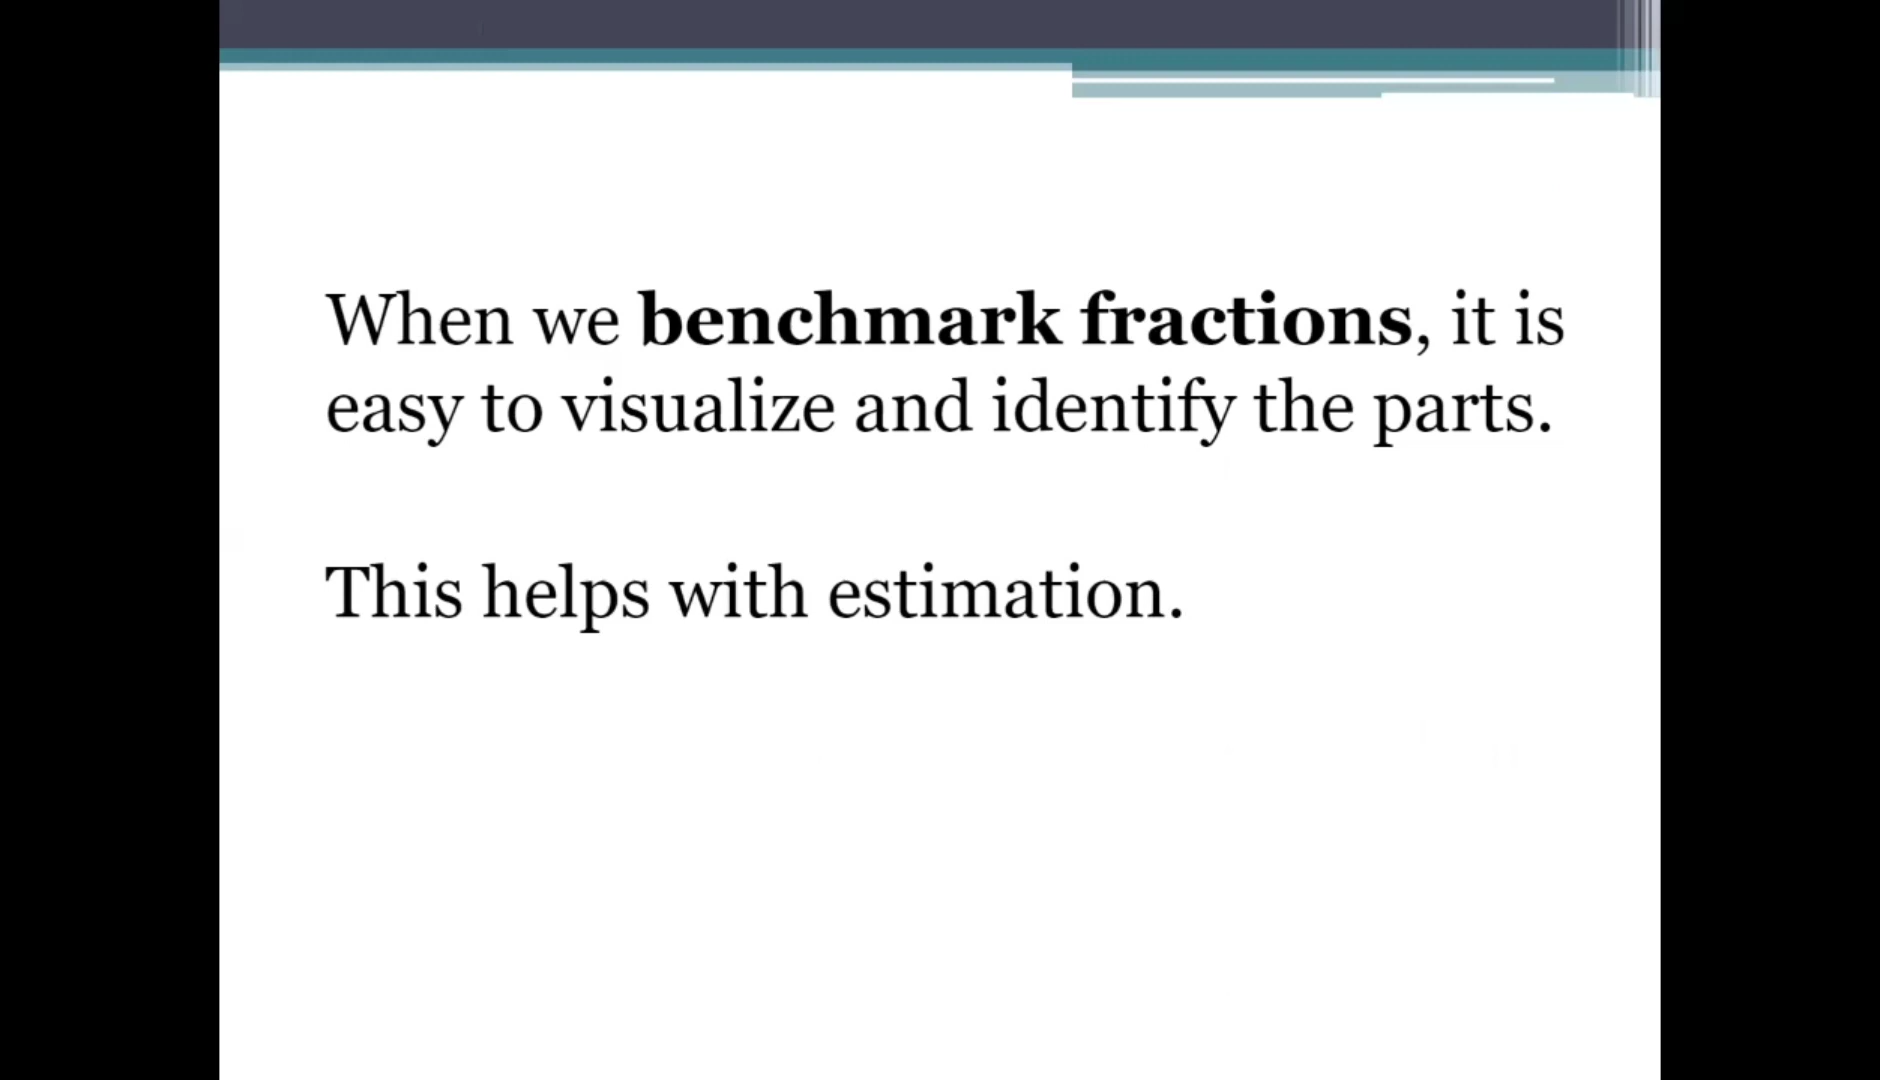 When we benchmark fractions, it is
easy to visualize and identify the parts.
This helps with estimation.